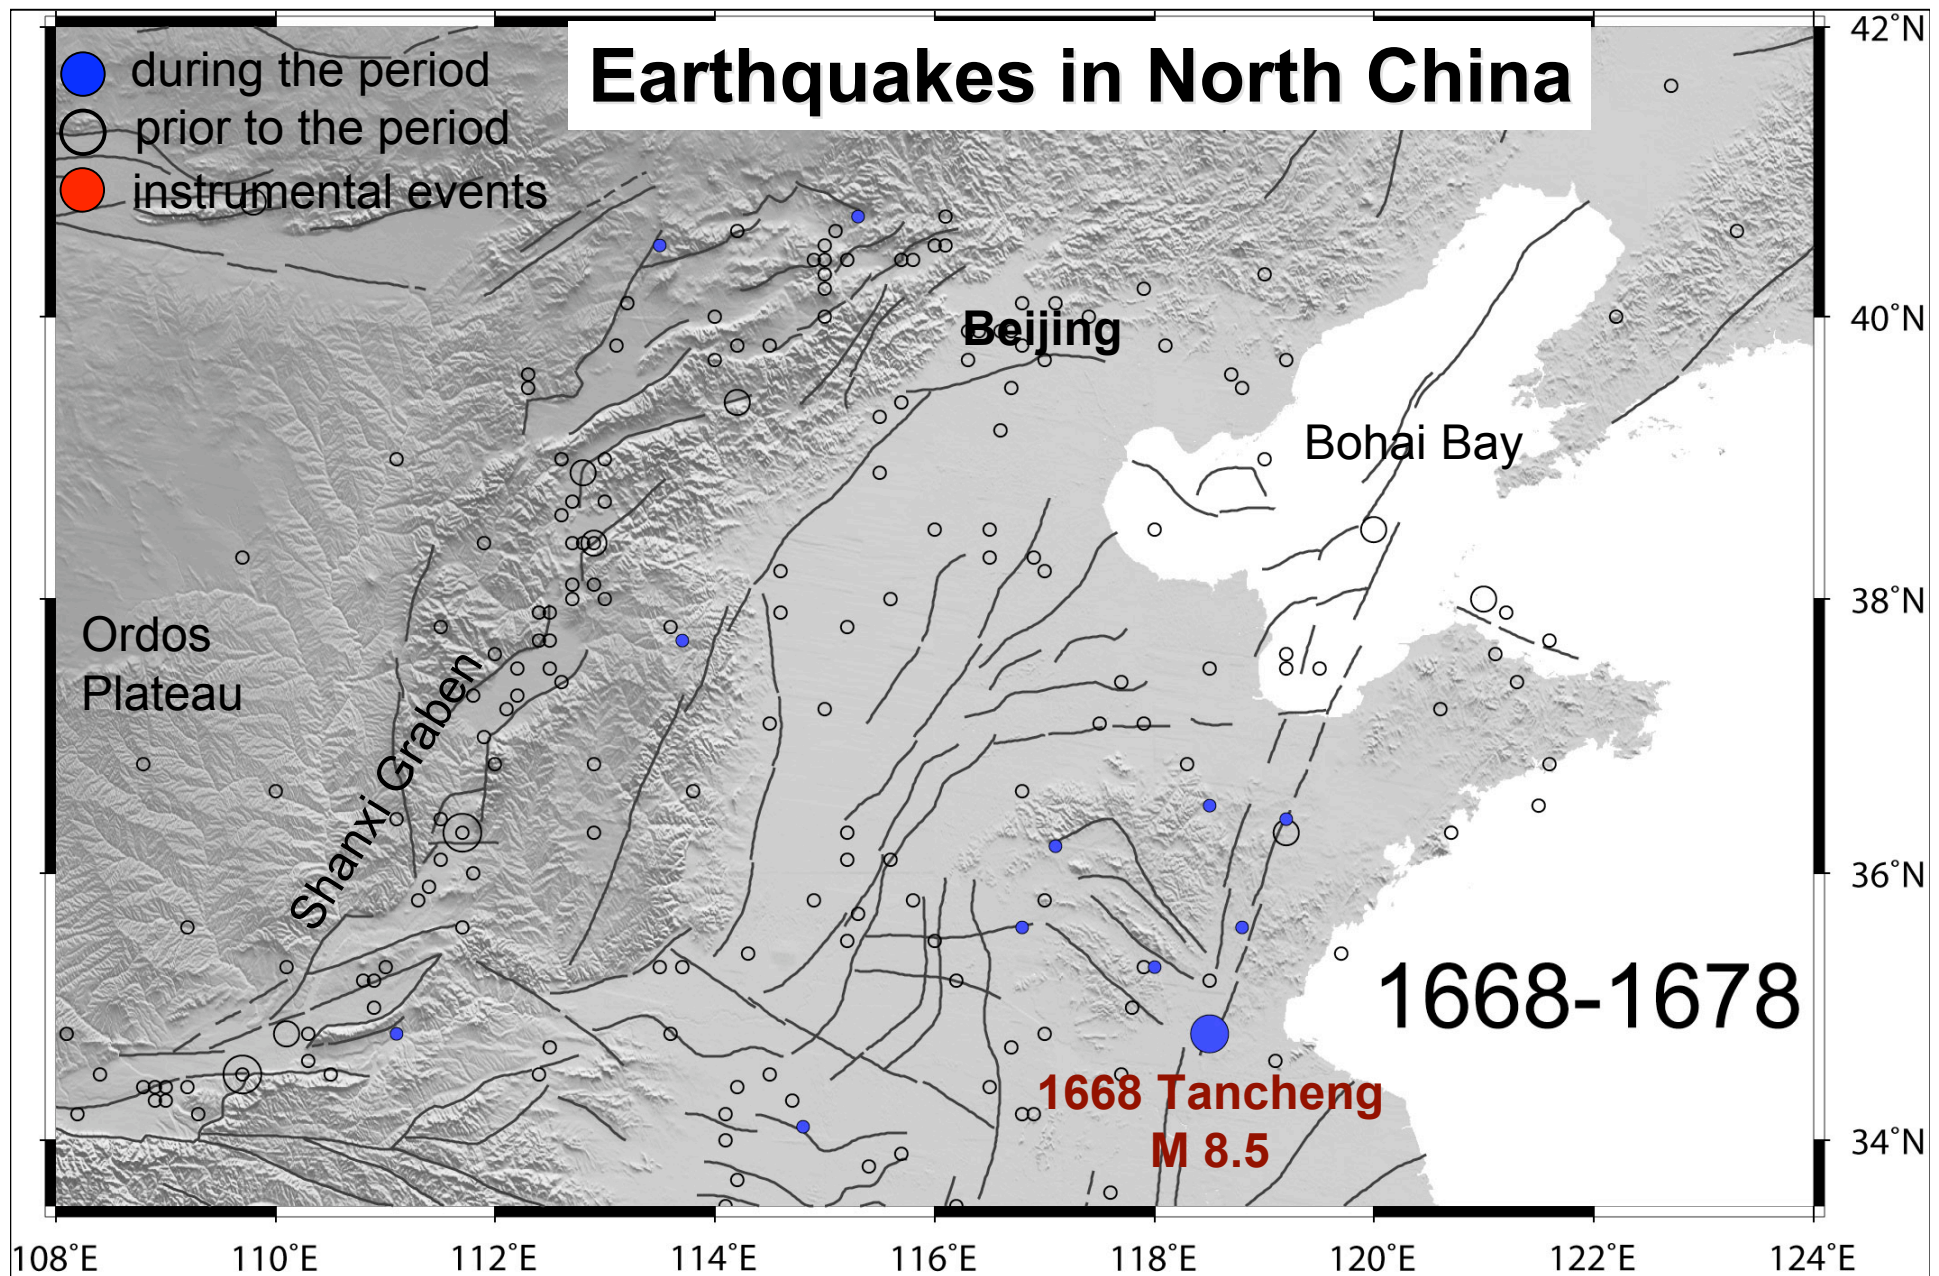 Earthquakes in North China
during the period
prior to the period
instrumental events
42°N
40°N
38°N
36°N
34°N
Beijing
Bohai Bay
Ordos
Plateau
Shanxi Graben
1668-1678
1668 Tancheng
M 8.5
108°E
110°E
112°E
114°E
116°E
118°E
120°E
122°E
124°E